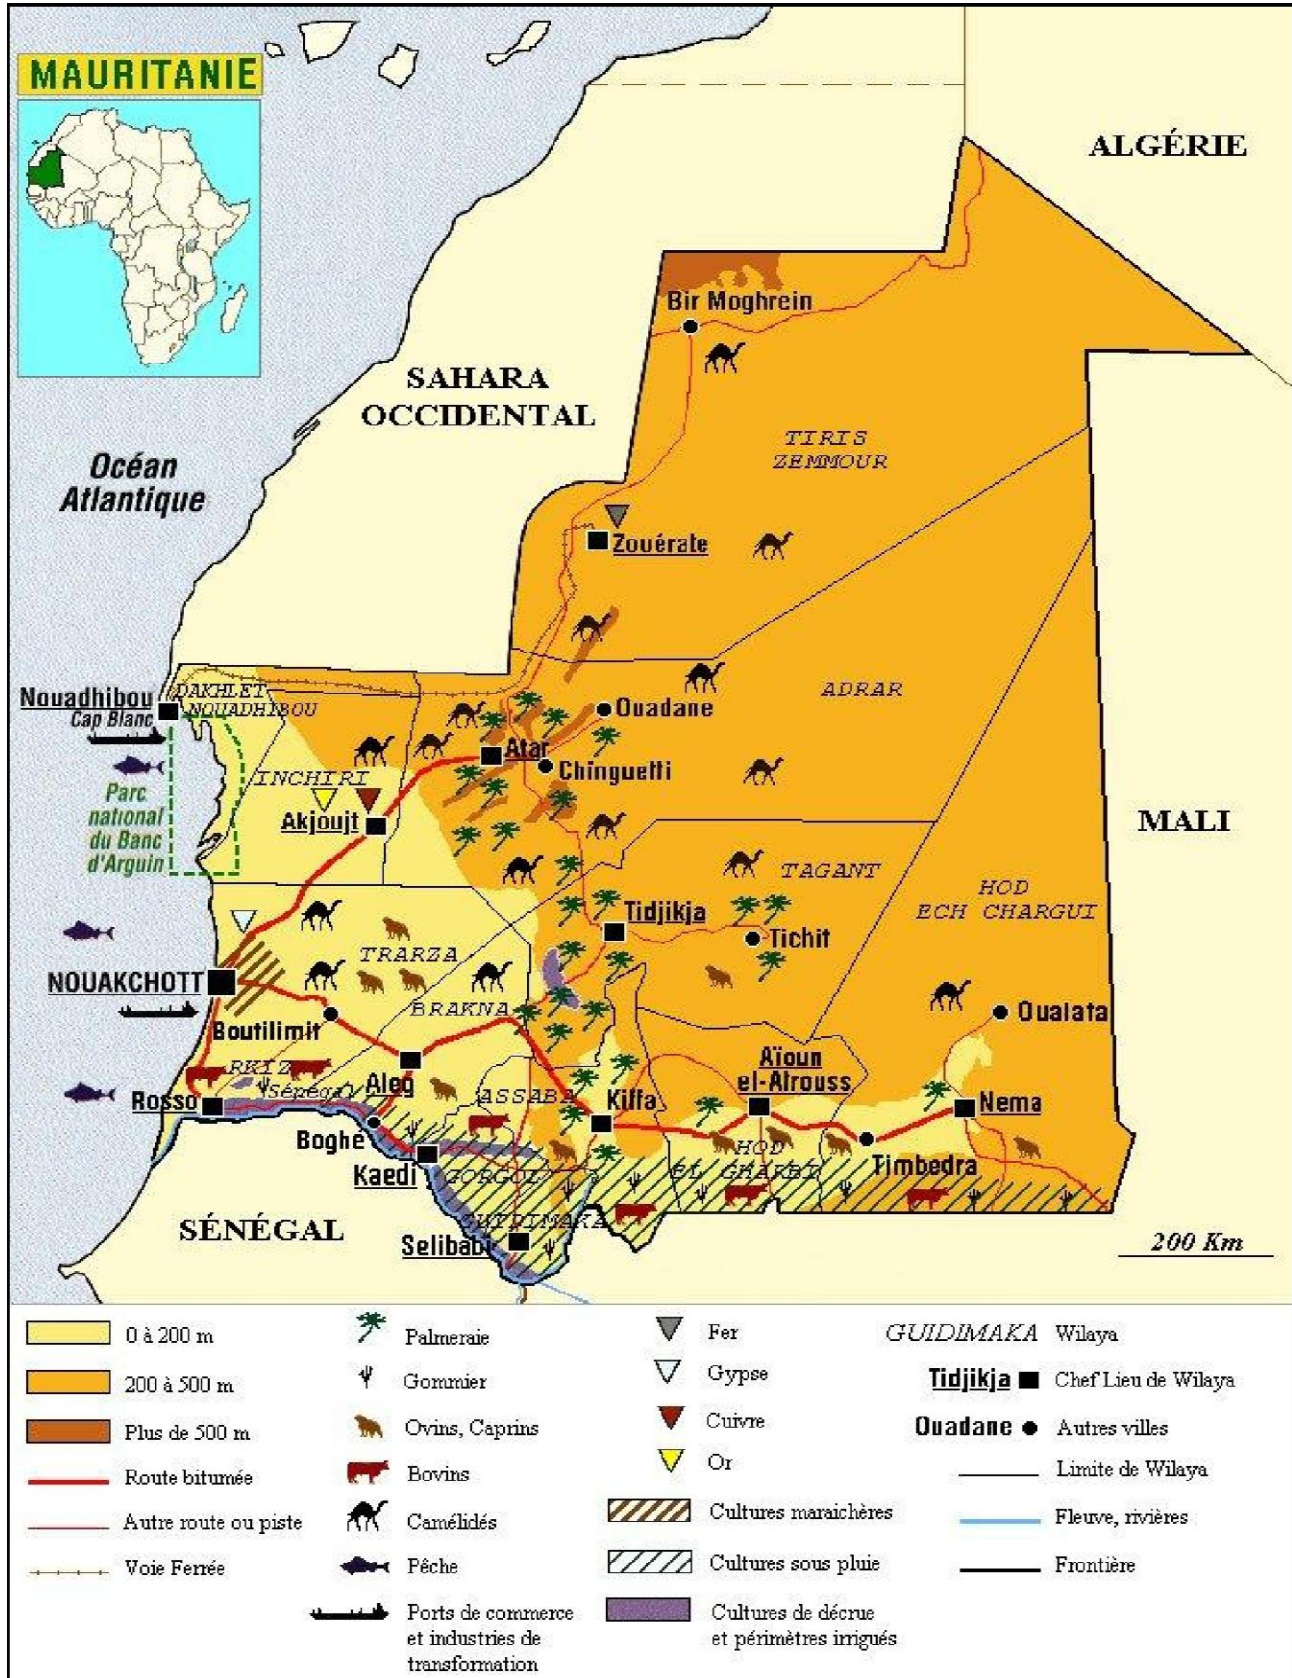 MAURITANIE
ALGÉRIE
Bir Moghrein
SAHARA
OCCIDENTAL
TIRIS
ZEMMOUR
Océan
Atlantique
Zouérate
Nouadhibou
Cap Blanc
DAKHLET
NOUADHIBOU
Ouadane
ADRAR
Atar
Chinguetti
INCHIRI
Parc
national
du Banc
d'Arguin
Akjoujt
MALI
TAGANT
HOD
ECH CHARGUI
Tidjikja
Tichit
TRARZA
NOUAKCHOTT
BRAKNA
Boutilimit
Oualata
Aïoun
el-Atrouss
RKIZ
Sénégal
Aleg
ASSABA
Kiffa
Rosso
Nema
Boghé
HOD
EL GHARBI
Timbedra
Kaedi
GORGOL
GUIDIMAKA
SÉNÉGAL
Selibabi
200 Km
0 à 200 m
200 à 500 m
Plus de 500 m
Route bitumée
Autre route ou piste
Voie Ferrée
Palmeraie
Gommier
Ovins, Caprins
Bovins
Camélidés
Pêche
Ports de commerce
et industries de
transformation
Fer
Gypse
Cuivre
Or
Cultures maraichères
Cultures sous pluie
Cultures de décrue
et périmètres irrigués
GUIDIMAKA Wilaya
Tidjikja Chef Lieu de Wilaya
Ouadane Autres villes
Limite de Wilaya
Fleuve, rivières
Frontière